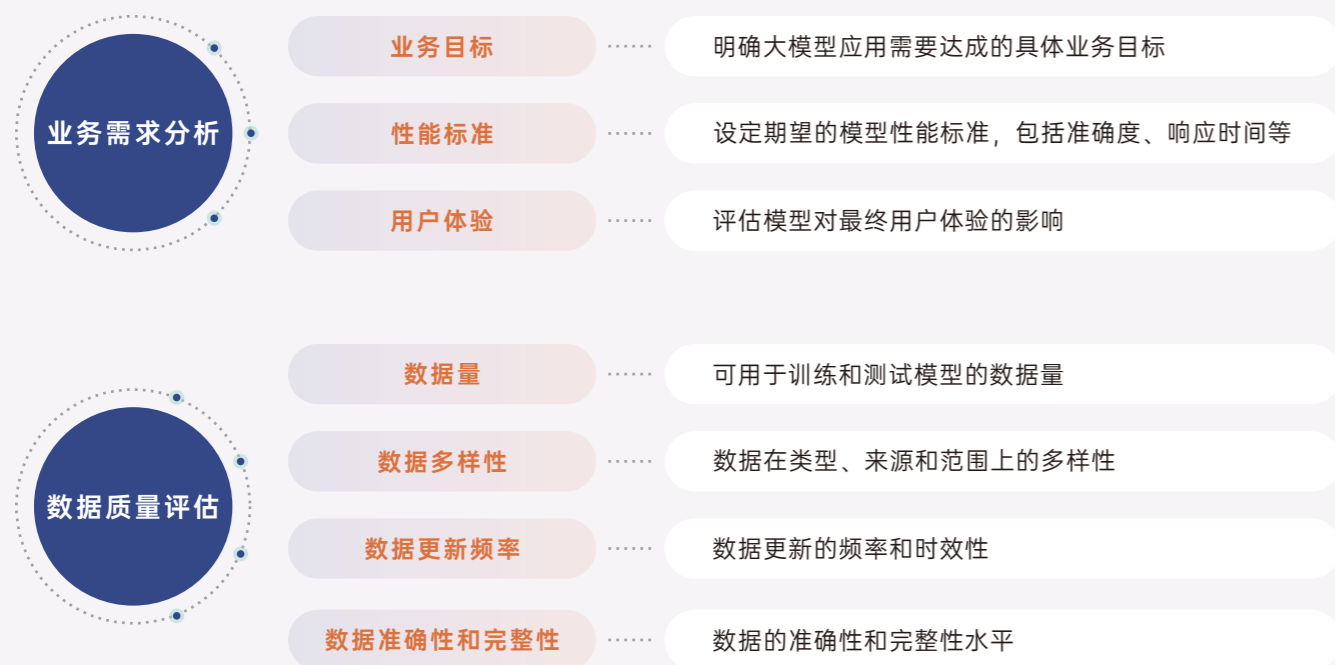 业务需求分析
业务目标
明确大模型应用需要达成的具体业务目标
性能标准
设定期望的模型性能标准，包括准确度、响应时间等
用户体验
评估模型对最终用户体验的影响
数据质量评估
数据量
可用于训练和测试模型的数据量
数据多样性
数据在类型、来源和范围上的多样性
数据更新频率
数据更新的频率和时效性
数据准确性和完整性
数据的准确性和完整性水平